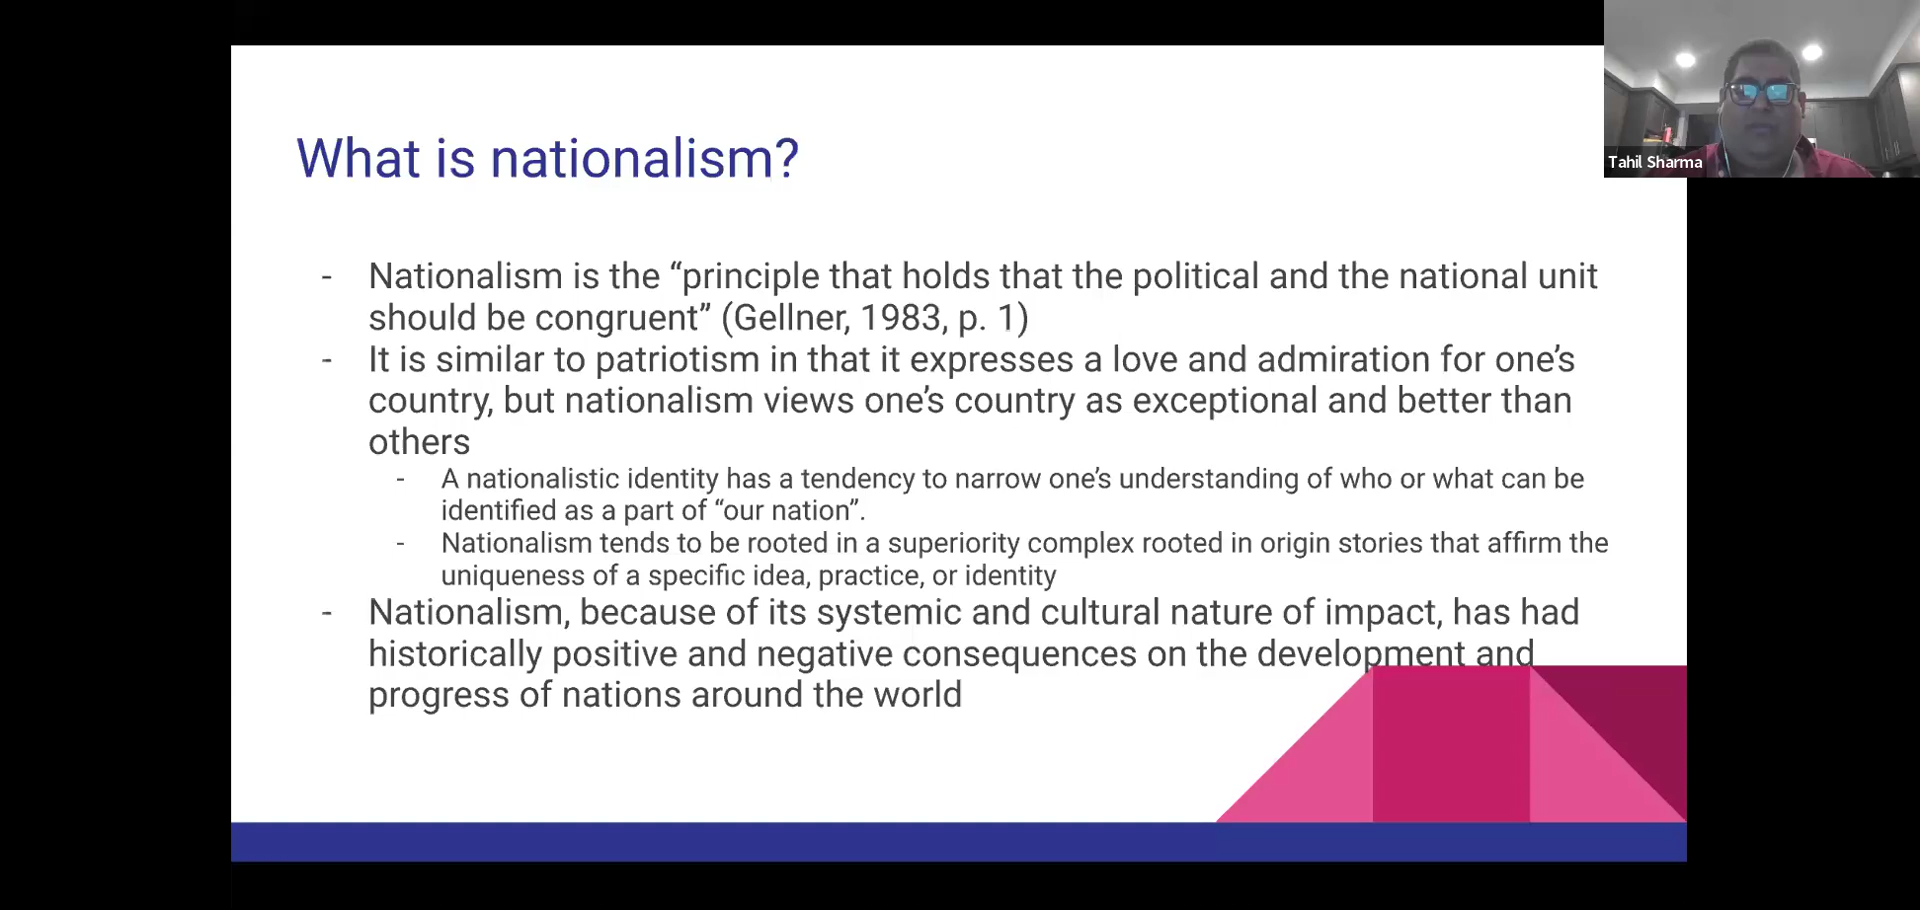 What is nationalism?
- Nationalism is the “principle that holds that the political and the national unit
should be congruent” (Gellner, 1983, p. 1)
- It is similar to patriotism in that it expresses a love and admiration for one’s
country, but nationalism views one’s country as exceptional and better than
others
- A nationalistic identity has a tendency to narrow one’s understanding of who or what can be
identified as a part of “our nation”.
- Nationalism tends to be rooted in a superiority complex rooted in origin stories that affirm the
uniqueness of a specific idea, practice, or identity
- Nationalism, because of its systemic and cultural nature of impact, has had
historically positive and negative consequences on the development and
progress of nations around the world
Tahil Sharma